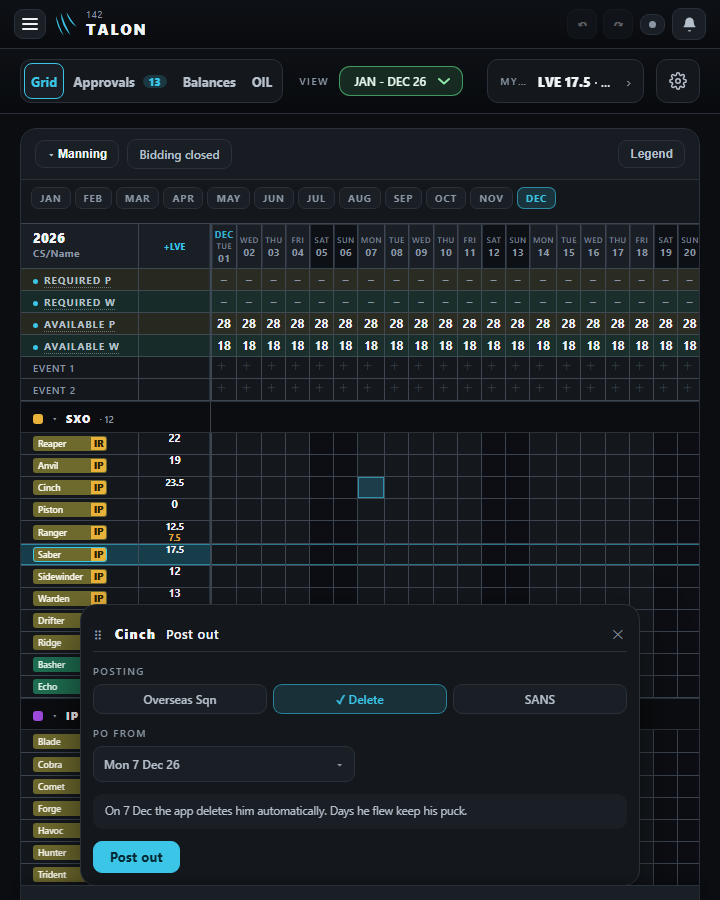 142
TALON
Grid Approvals 13 Balances OIL VIEW JAN - DEC 26 MY... LVE 17.5 · ... ›
Manning Bidding closed Legend
JAN FEB MAR APR MAY JUN JUL AUG SEP OCT NOV DEC
2026
CS/Name
+LVE
DEC
TUE WED THU FRI SAT SUN MON TUE WED THU FRI SAT SUN MON TUE WED THU FRI SAT SUN
01 02 03 04 05 06 07 08 09 10 11 12 13 14 15 16 17 18 19 20
REQUIRED P – – – – – – – – – – – – – – – – – – – –
REQUIRED W – – – – – – – – – – – – – – – – – – – –
AVAILABLE P 28 28 28 28 28 28 28 28 28 28 28 28 28 28 28 28 28 28 28 28
AVAILABLE W 18 18 18 18 18 18 18 18 18 18 18 18 18 18 18 18 18 18 18 18
EVENT 1 + + + + + + + + + + + + + + + + + + + +
EVENT 2 + + + + + + + + + + + + + + + + + + + +
SXO · 12
Reaper IR 22
Anvil IP 19
Cinch IP 23.5
Piston IP 0
Ranger IP 12.5
7.5
Saber IP 17.5
Sidewinder IP 12
Warden IP 13
Drifter
Ridge
Basher
Echo
IP
Blade
Cobra
Comet
Forge
Havoc
Hunter
Trident
Cinch Post out
POSTING
Overseas Sqn ✓ Delete SANS
PO FROM
Mon 7 Dec 26
On 7 Dec the app deletes him automatically. Days he flew keep his puck.
Post out